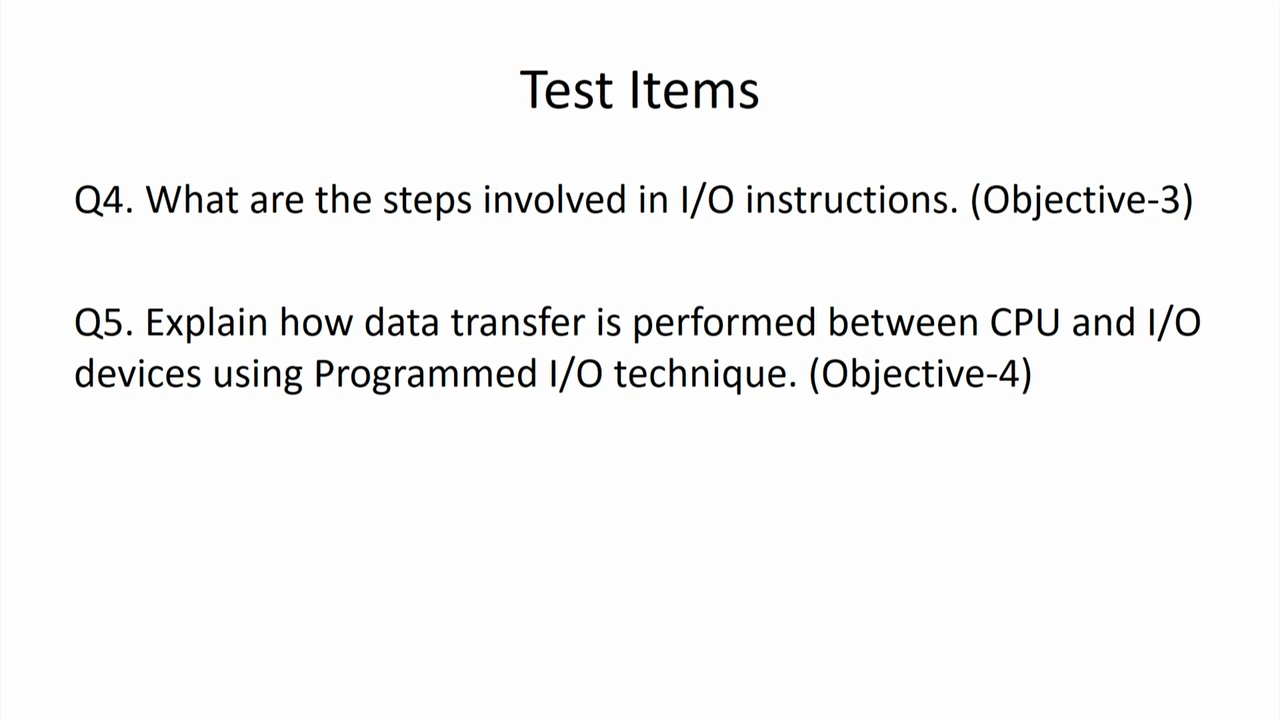 Test Items
Q4. What are the steps involved in I/O instructions. (Objective-3)
Q5. Explain how data transfer is performed between CPU and I/O
devices using Programmed I/O technique. (Objective-4)